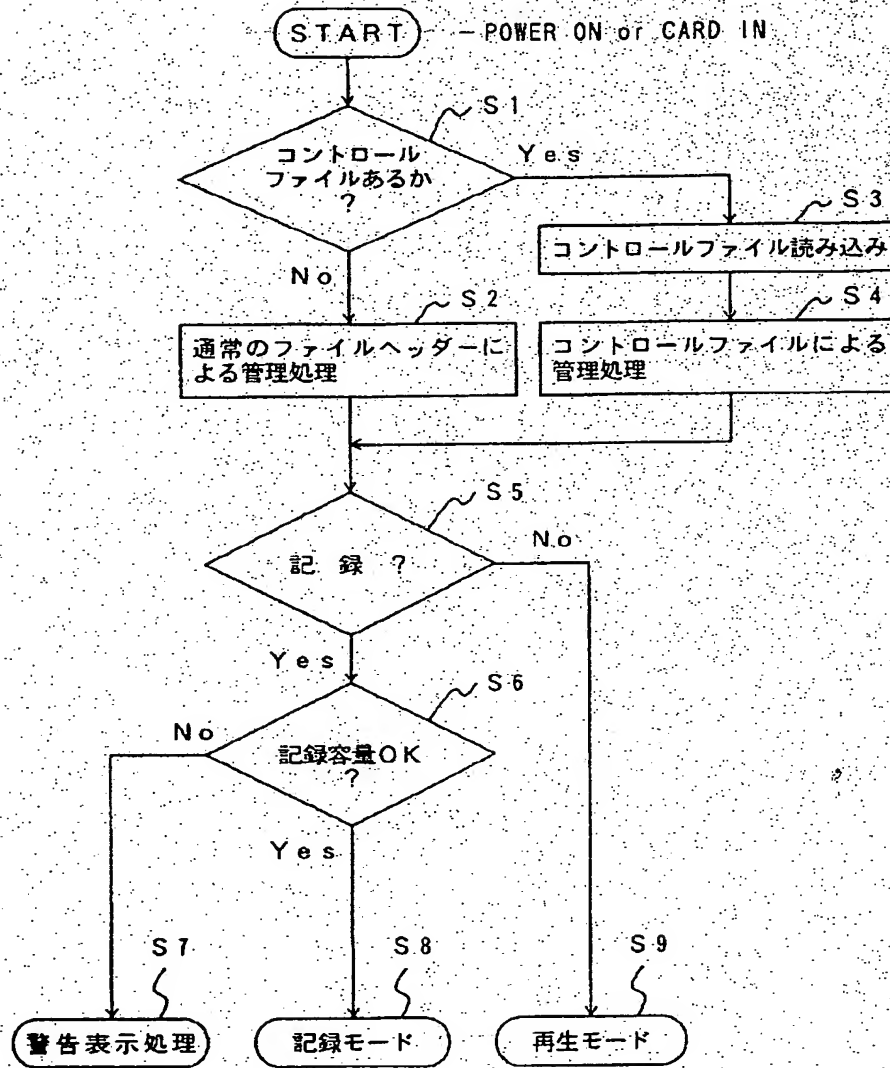 START －POWER ON or CARD IN
S1
コントロール
ファイルあるか
?
Yes
No
S3
コントロールファイル読み込み
S2
通常のファイルヘッダーに
よる管理処理
S4
コントロールファイルによる
管理処理
S5
記 録 ?
No
Yes
S6
記録容量OK
?
No
Yes
S7
警告表示処理
S8
記録モード
S9
再生モード